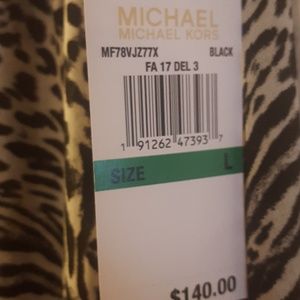 MICHAEL
MICHAEL KORS
MF78VJZ77X BLACK
FA 17 DEL 3
1 91262 47393 7
SIZE L
$140.00